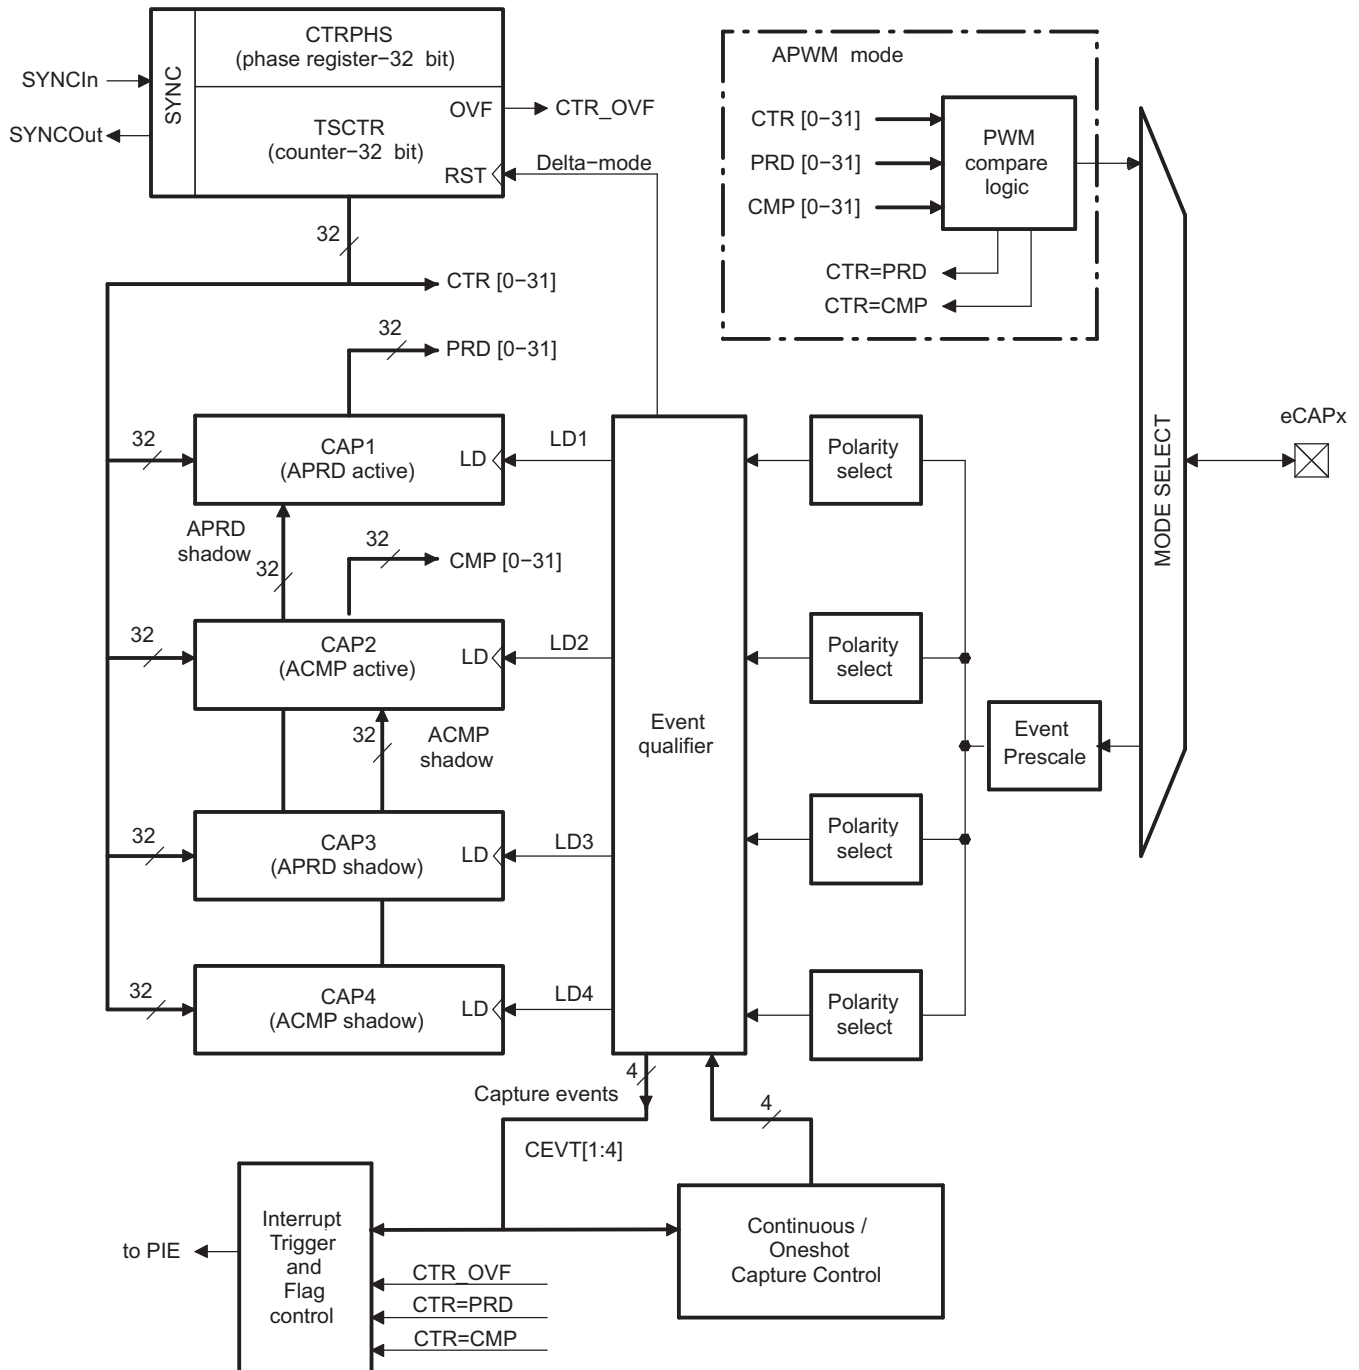 CTRPHS
(phase register−32 bit)
APWM mode
SYNC
SYNCIn
OVF
CTR_OVF
SYNCOut
TSCTR
(counter−32 bit)
RST
Delta−mode
CTR [0−31]
PRD [0−31]
CMP [0−31]
PWM
compare
logic
CTR=PRD
CTR=CMP
32
CTR [0−31]
32
PRD [0−31]
MODE SELECT
eCAPx
32
CAP1
(APRD active)
LD
LD1
Polarity
select
APRD
shadow
32
32
CMP [0−31]
32
CAP2
(ACMP active)
LD
LD2
Polarity
select
32
ACMP
shadow
Event
qualifier
Event
Prescale
32
CAP3
(APRD shadow)
LD
LD3
Polarity
select
32
CAP4
(ACMP shadow)
LD
LD4
Polarity
select
4
Capture events
4
CEVT[1:4]
to PIE
Interrupt
Trigger
and
Flag
control
CTR_OVF
CTR=PRD
CTR=CMP
Continuous /
Oneshot
Capture Control